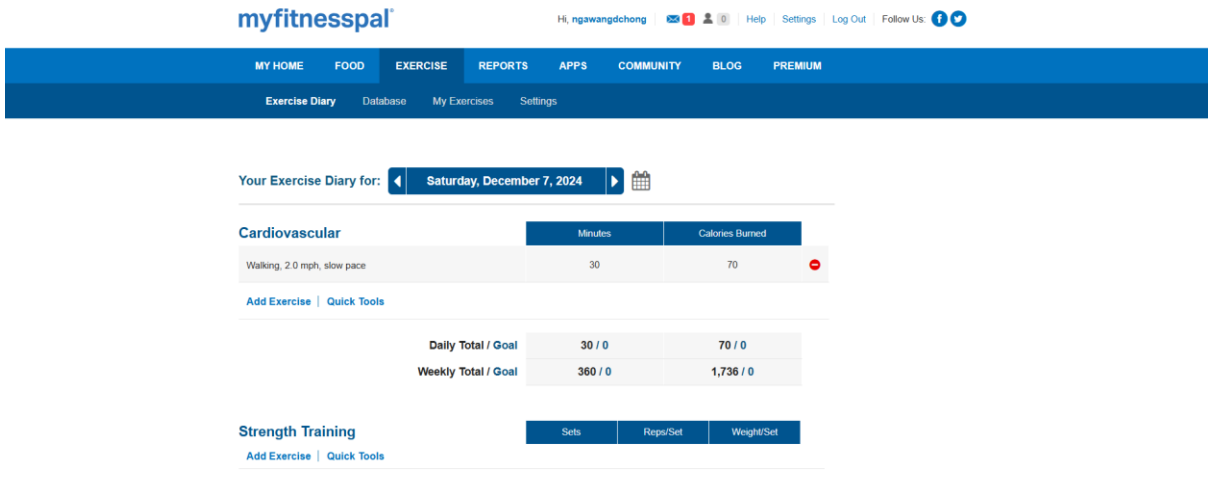 myfitnesspal
Hi, ngawangdchong 1 0 Help Settings Log Out Follow Us:
MY HOME FOOD EXERCISE REPORTS APPS COMMUNITY BLOG PREMIUM
Exercise Diary Database My Exercises Settings
Your Exercise Diary for: Saturday, December 7, 2024
Cardiovascular Minutes Calories Burned
Walking, 2.0 mph, slow pace 30 70
Add Exercise | Quick Tools
Daily Total / Goal 30 / 0 70 / 0
Weekly Total / Goal 360 / 0 1,736 / 0
Strength Training Sets Reps/Set Weight/Set
Add Exercise | Quick Tools